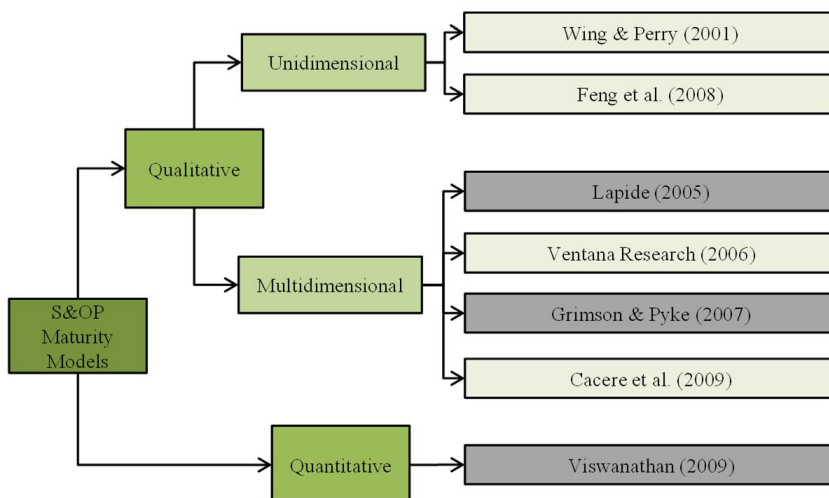 S&OP
Maturity
Models
Qualitative
Unidimensional
Wing & Perry (2001)
Feng et al. (2008)
Multidimensional
Lapide (2005)
Ventana Research (2006)
Grimson & Pyke (2007)
Cacere et al. (2009)
Quantitative
Viswanathan (2009)